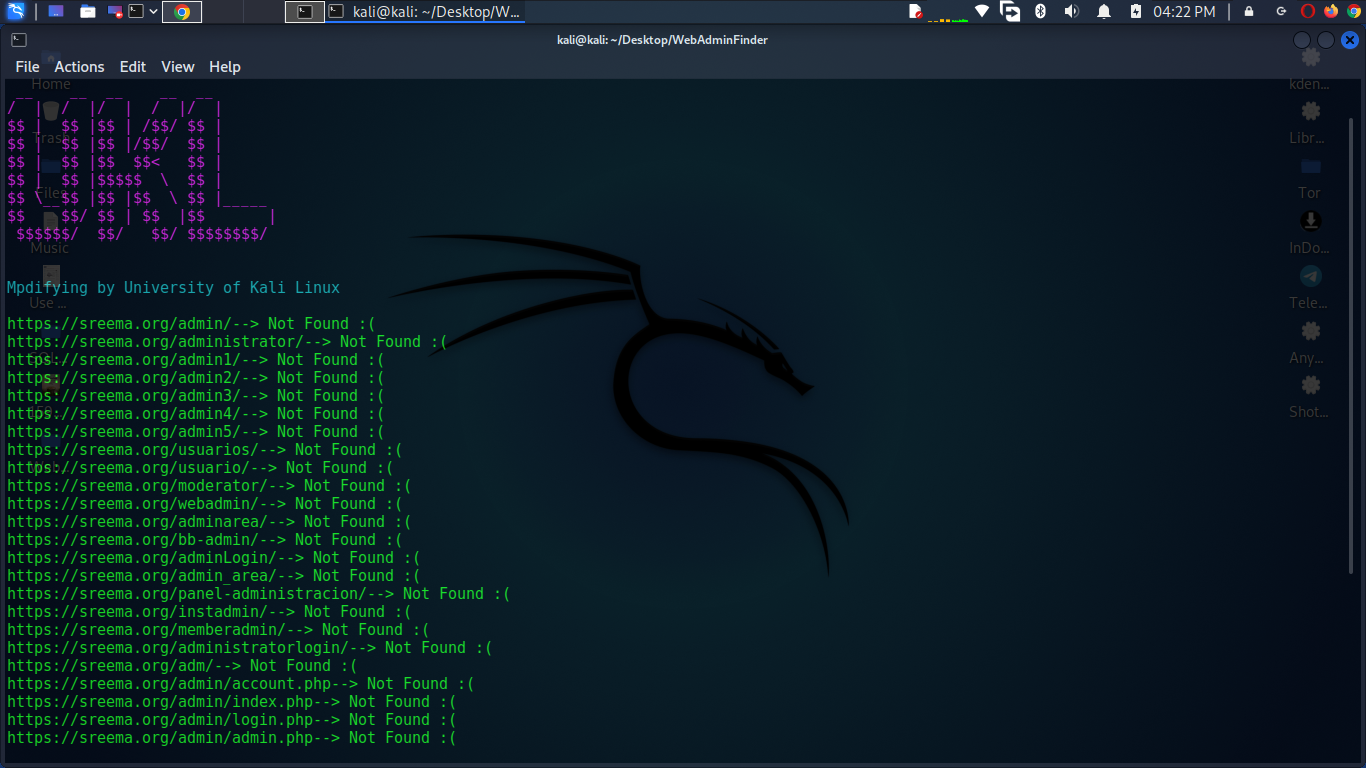 kali@kali: ~/Desktop/W...
04:22 PM
kali@kali: ~/Desktop/WebAdminFinder
File Actions Edit View Help
Home
kden...
Trash
Libr...
Files
Tor
Music
InDo...
Use ...
Tele...
Any...
Shot...
Mpdifying by University of Kali Linux
https://sreema.org/admin/--> Not Found :(
https://sreema.org/administrator/--> Not Found :(
https://sreema.org/admin1/--> Not Found :(
https://sreema.org/admin2/--> Not Found :(
https://sreema.org/admin3/--> Not Found :(
https://sreema.org/admin4/--> Not Found :(
https://sreema.org/admin5/--> Not Found :(
https://sreema.org/usuarios/--> Not Found :(
https://sreema.org/usuario/--> Not Found :(
https://sreema.org/moderator/--> Not Found :(
https://sreema.org/webadmin/--> Not Found :(
https://sreema.org/adminarea/--> Not Found :(
https://sreema.org/bb-admin/--> Not Found :(
https://sreema.org/adminLogin/--> Not Found :(
https://sreema.org/admin_area/--> Not Found :(
https://sreema.org/panel-administracion/--> Not Found :(
https://sreema.org/instadmin/--> Not Found :(
https://sreema.org/memberadmin/--> Not Found :(
https://sreema.org/administratorlogin/--> Not Found :(
https://sreema.org/adm/--> Not Found :(
https://sreema.org/admin/account.php--> Not Found :(
https://sreema.org/admin/index.php--> Not Found :(
https://sreema.org/admin/login.php--> Not Found :(
https://sreema.org/admin/admin.php--> Not Found :(